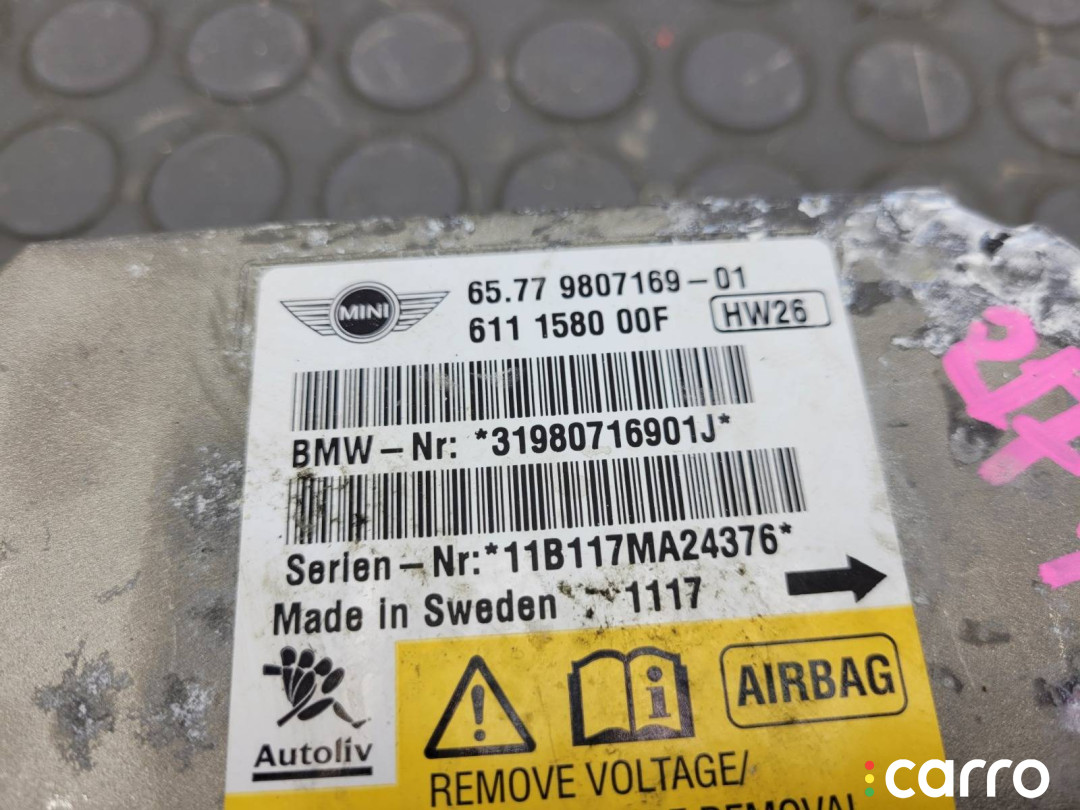 MINI
65.77 9807169-01
611 1580 00F HW26
BMW-Nr: *31980716901J*
Serien-Nr:*11B117MA24376*
Made in Sweden 1117
i
AIRBAG
Autoliv
REMOVE VOLTAGE/
REMOVAL
carro